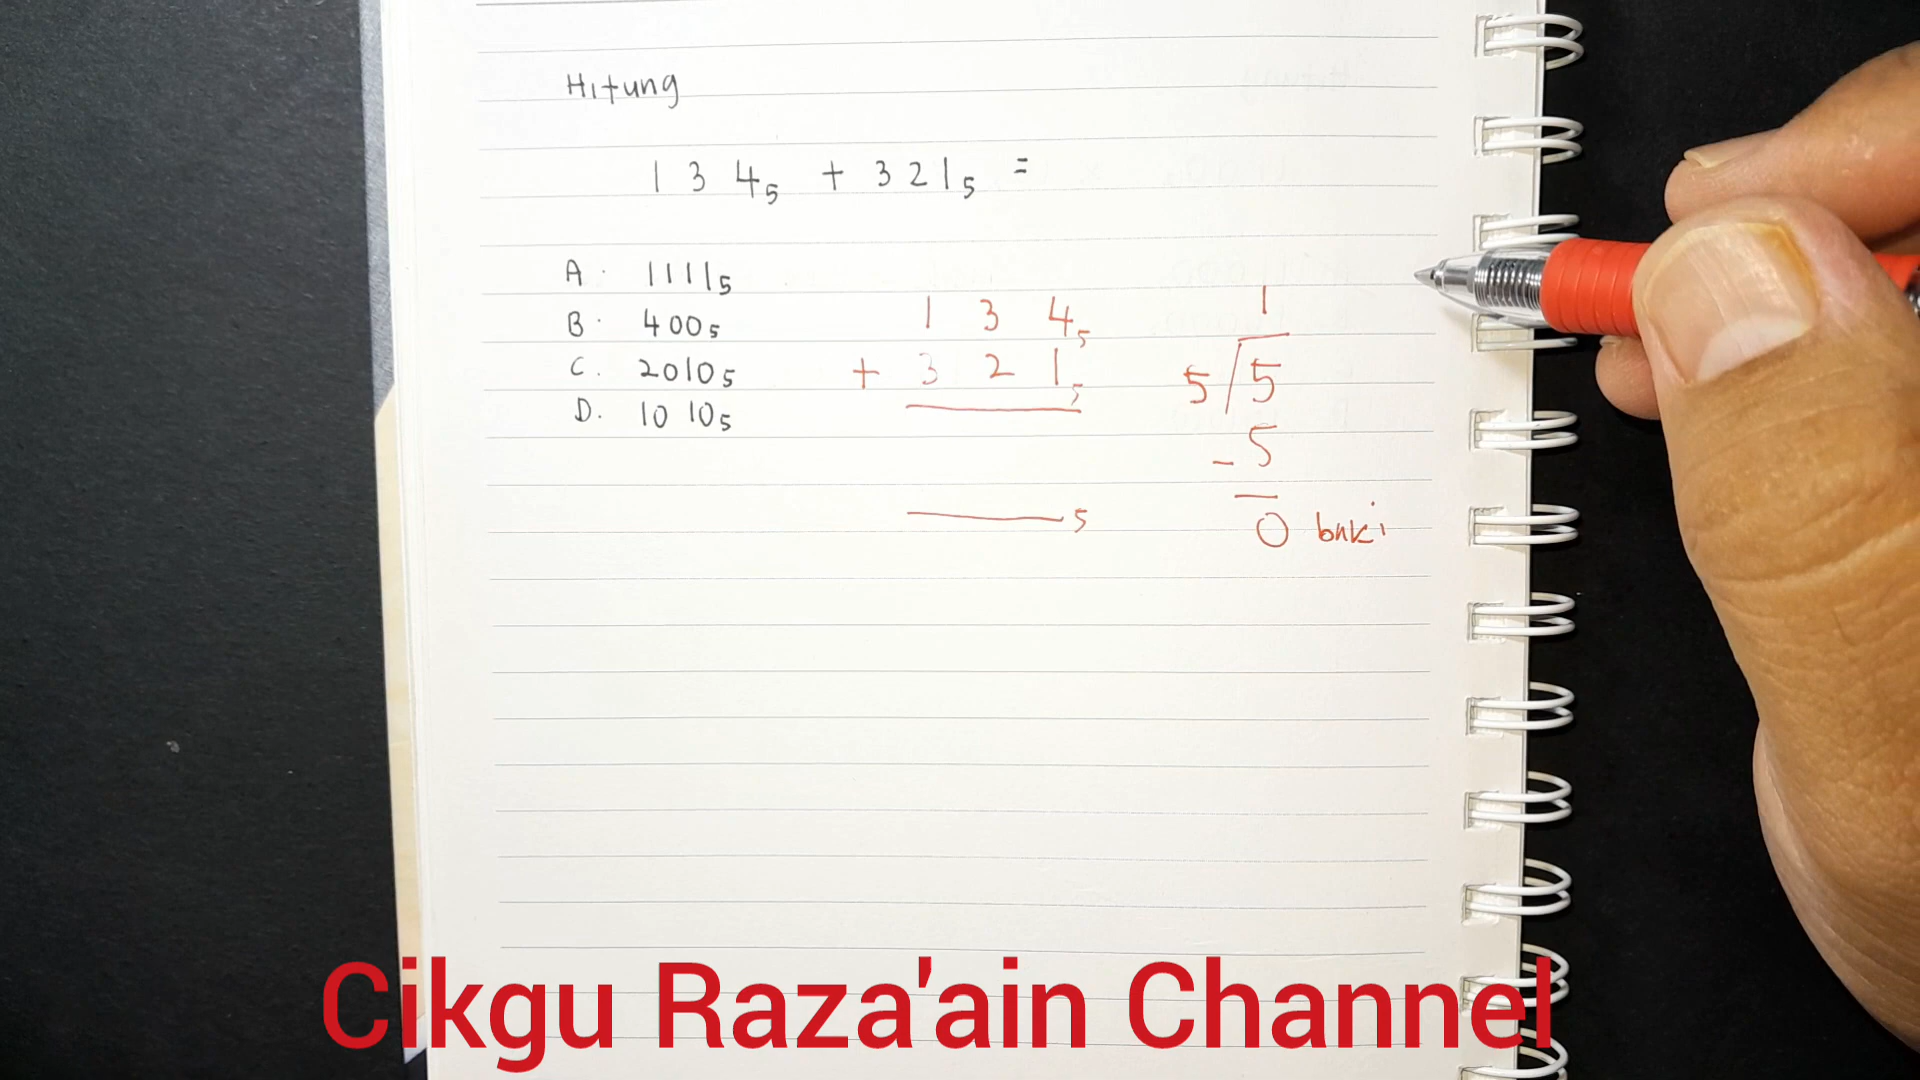 Hitung
1 3 4₅ + 3 2 1₅ =
A. 1111₅
B. 400₅
C. 2010₅
D. 1010₅
1 3 4₅
+ 3 2 1₅
5
1
5 5
- 5
0 baki
Cikgu Raza'ain Channel